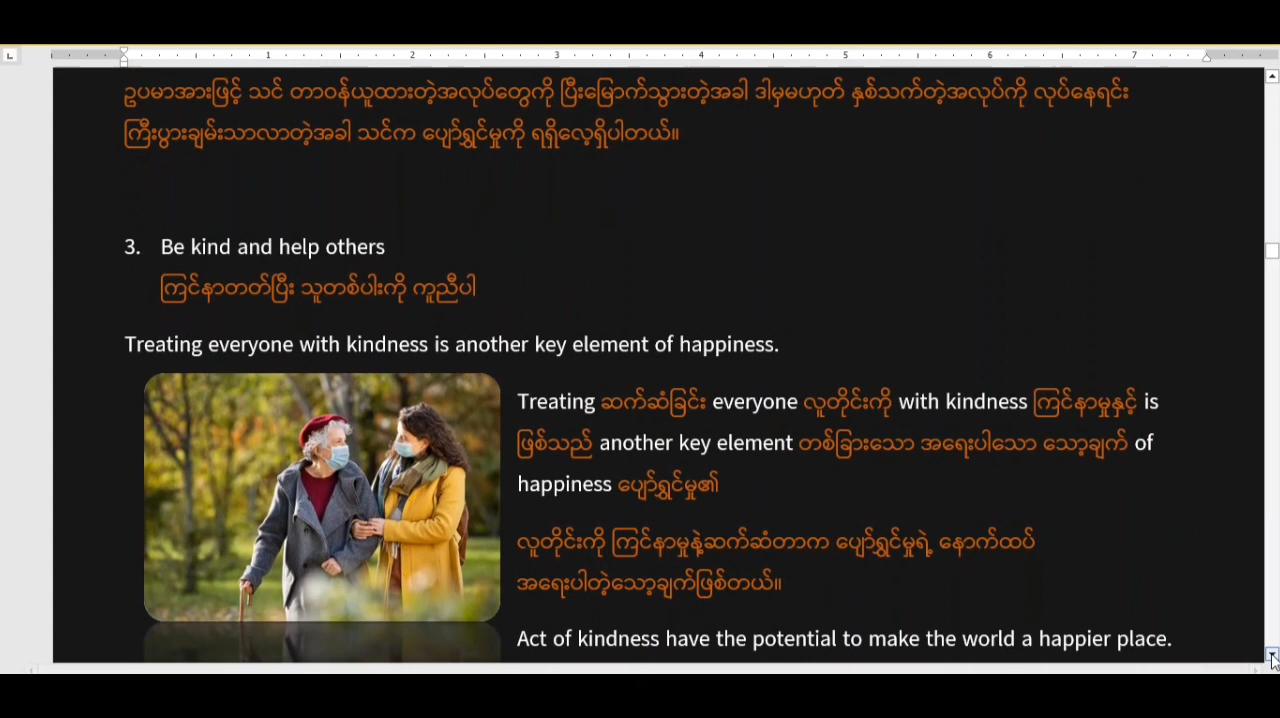 1 2 3 4 5 6 7
ဥပမာအားဖြင့် သင် တာဝန်ယူထားတဲ့အလုပ်တွေကို ပြီးမြောက်သွားတဲ့အခါ ဒါမှမဟုတ် နှစ်သက်တဲ့အလုပ်ကို လုပ်နေရင်း
ကြီးပွားချမ်းသာလာတဲ့အခါ သင်က ပျော်ရွှင်မှုကို ရရှိလေ့ရှိပါတယ်။
3. Be kind and help others
ကြင်နာတတ်ပြီး သူတစ်ပါးကို ကူညီပါ
Treating everyone with kindness is another key element of happiness.
Treating ဆက်ဆံခြင်း everyone လူတိုင်းကို with kindness ကြင်နာမှုနှင့် is
ဖြစ်သည် another key element တစ်ခြားသော အရေးပါသော သော့ချက် of
happiness ပျော်ရွှင်မှု၏
လူတိုင်းကို ကြင်နာမှုနဲ့ဆက်ဆံတာက ပျော်ရွှင်မှုရဲ့ နောက်ထပ်
အရေးပါတဲ့သော့ချက်ဖြစ်တယ်။
Act of kindness have the potential to make the world a happier place.